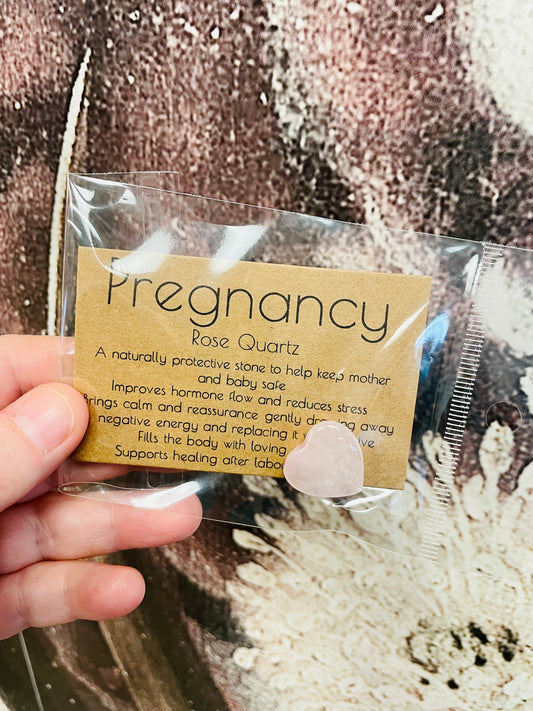 Pregnancy
Rose Quartz
A naturally protective stone to help keep mother
and baby safe
Improves hormone flow and reduces stress
Brings calm and reassurance gently away
negative energy and replacing it
Fills the body with loving
Supports healing after